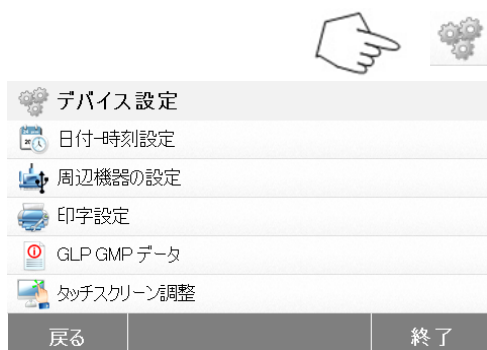 デバイス設定
日付-時刻設定
周辺機器の設定
印字設定
GLP GMP データ
タッチスクリーン調整
戻る 終了